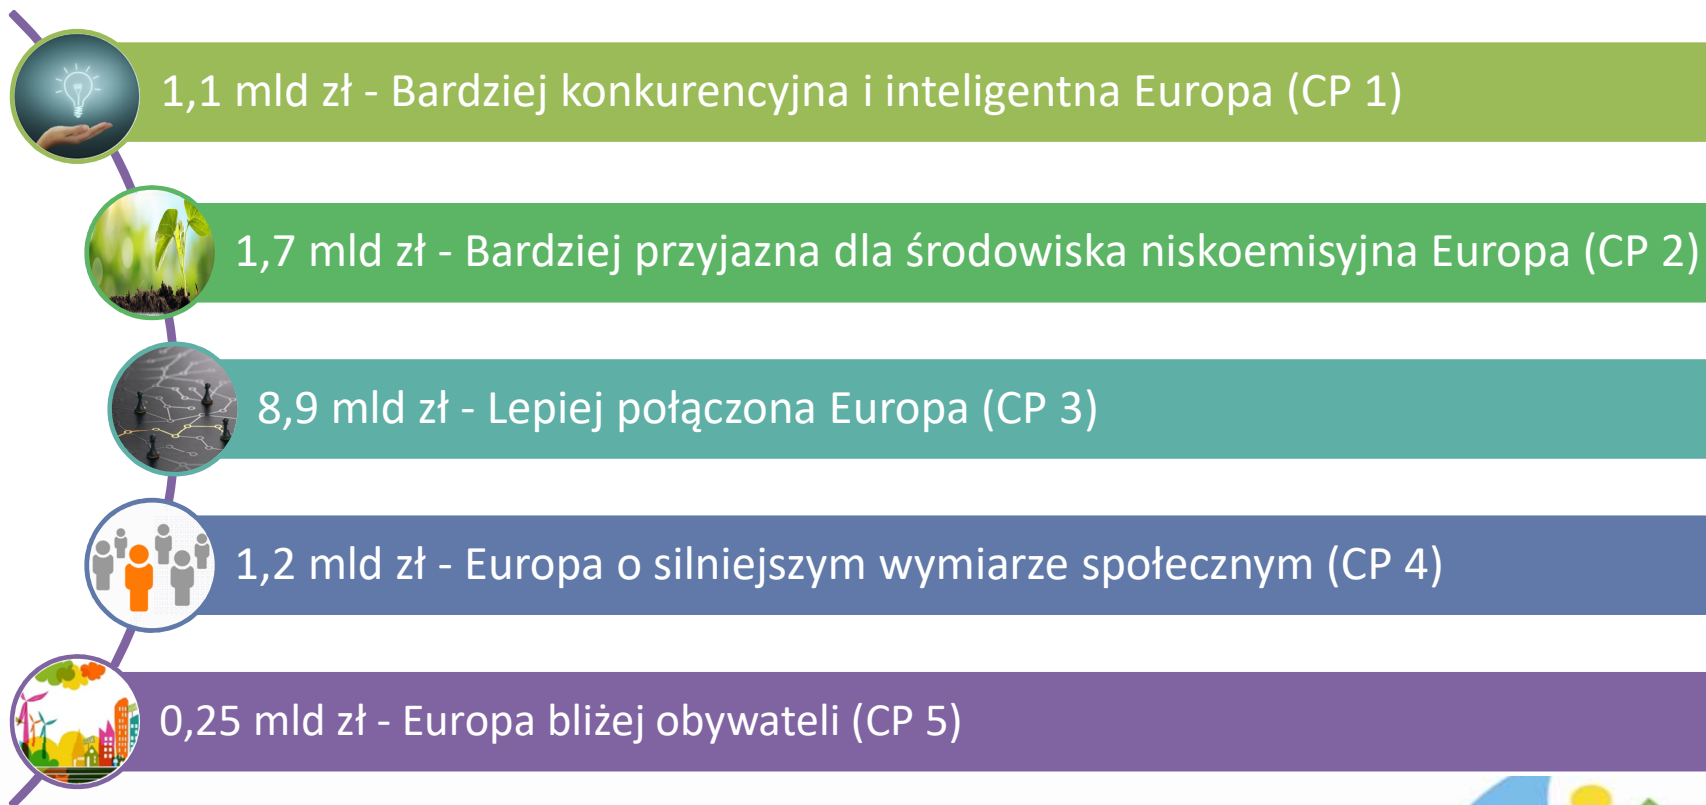 1,1 mld zł - Bardziej konkurencyjna i inteligentna Europa (CP 1)
1,7 mld zł - Bardziej przyjazna dla środowiska niskoemisyjna Europa (CP 2)
8,9 mld zł - Lepiej połączona Europa (CP 3)
1,2 mld zł - Europa o silniejszym wymiarze społecznym (CP 4)
0,25 mld zł - Europa bliżej obywateli (CP 5)